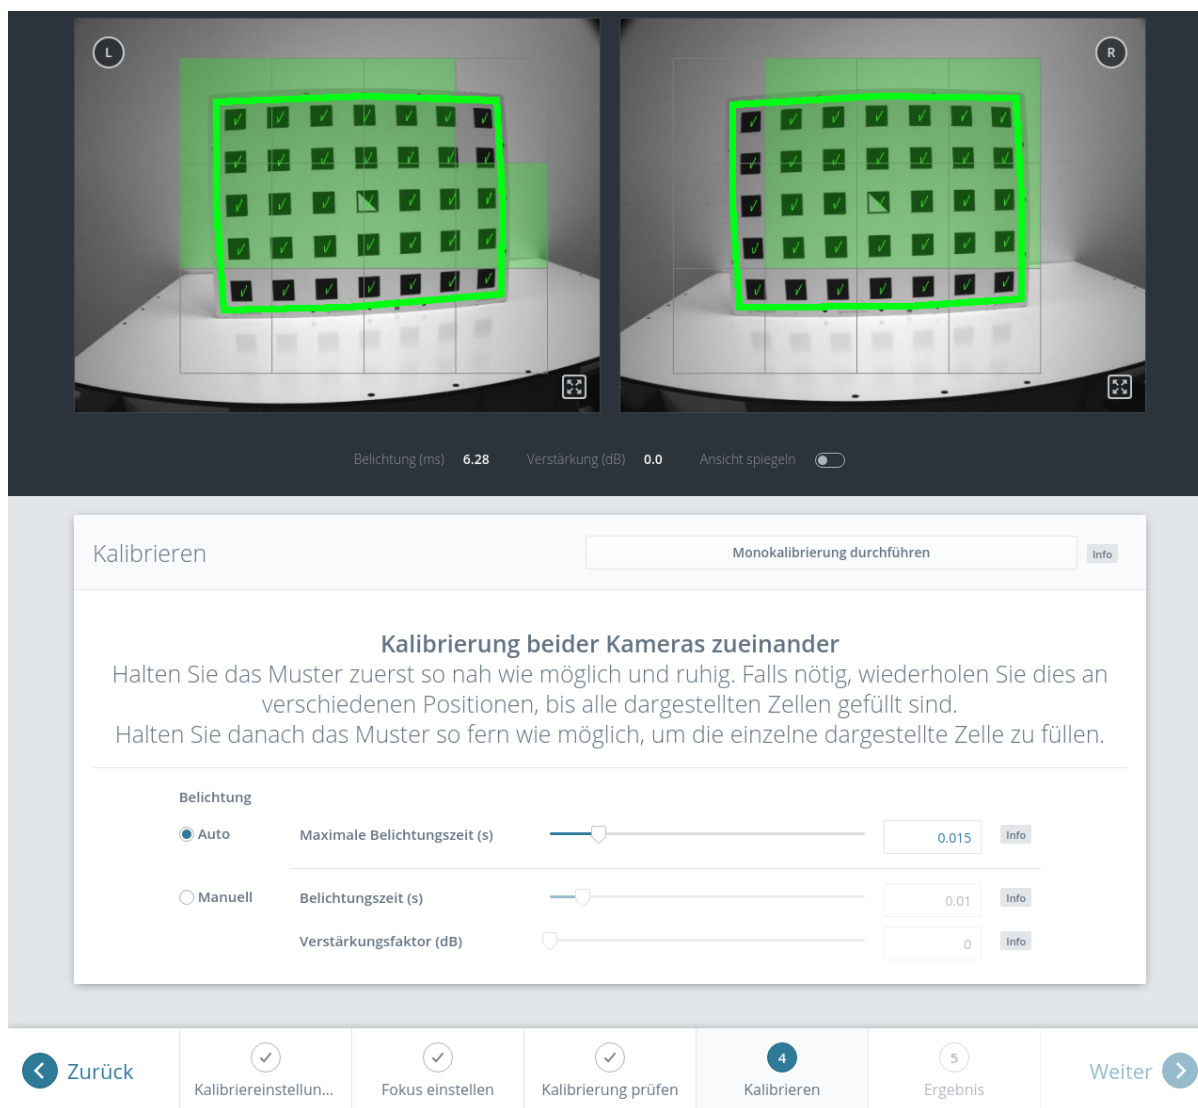 L
R
Belichtung (ms) 6.28 Verstärkung (dB) 0.0 Ansicht spiegeln
Kalibrieren
Monokalibrierung durchführen
Info
Kalibrierung beider Kameras zueinander
Halten Sie das Muster zuerst so nah wie möglich und ruhig. Falls nötig, wiederholen Sie dies an
verschiedenen Positionen, bis alle dargestellten Zellen gefüllt sind.
Halten Sie danach das Muster so fern wie möglich, um die einzelne dargestellte Zelle zu füllen.
Belichtung
Auto Maximale Belichtungszeit (s) 0.015 Info
Manuell Belichtungszeit (s) 0.01 Info
Verstärkungsfaktor (dB) 0 Info
Zurück
Kalibriereinstellun...
Fokus einstellen
Kalibrierung prüfen
4
Kalibrieren
5
Ergebnis
Weiter